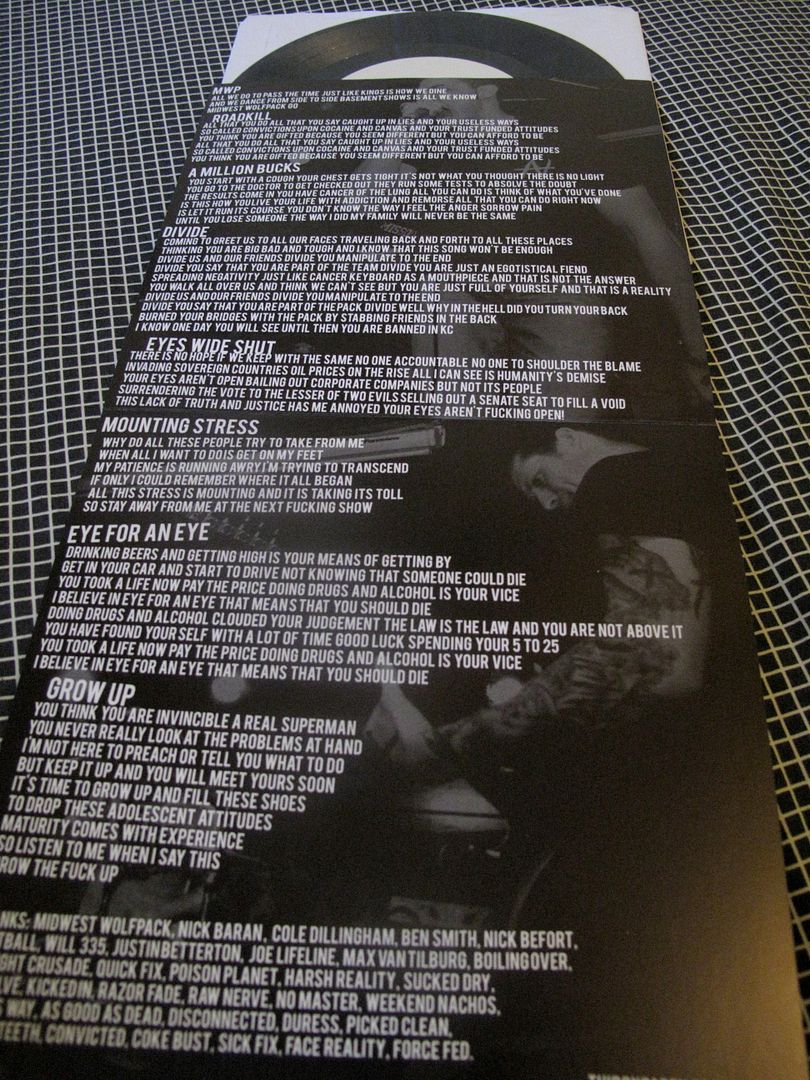 MWP
ALL WE DO TO PASS THE TIME JUST LIKE KINGS IS HOW WE DINE
AND WE DANCE FROM SIDE TO SIDE BASEMENT SHOWS IS ALL WE KNOW
MIDWEST WOLFPACK GO
ROADKILL
ALL THAT YOU DO ALL THAT YOU SAY CAUGHT UP IN LIES AND YOUR USELESS WAYS
SO CALLED CONVICTIONS UPON COCAINE AND CANVAS AND YOUR TRUST FUNDED ATTITUDES
YOU THINK YOU ARE GIFTED BECAUSE YOU SEEM DIFFERENT BUT YOU CAN AFFORD TO BE
ALL THAT YOU DO ALL THAT YOU SAY CAUGHT UP IN LIES AND YOUR USELESS WAYS
SO CALLED CONVICTIONS UPON COCAINE AND CANVAS AND YOUR TRUST FUNDED ATTITUDES
YOU THINK YOU ARE GIFTED BECAUSE YOU SEEM DIFFERENT BUT YOU CAN AFFORD TO BE
A MILLION BUCKS
YOU START WITH A COUGH YOUR CHEST GETS TIGHT IT'S NOT WHAT YOU THOUGHT THERE IS NO LIGHT
YOU GO TO THE DOCTOR TO GET CHECKED OUT THEY RUN SOME TESTS TO ABSOLVE THE DOUBT
THE RESULTS COME IN YOU HAVE CANCER OF THE LUNG ALL YOU CAN DO IS THINK OF WHAT YOU'VE DONE
IS THIS HOW YOU LIVE YOUR LIFE WITH ADDICTION AND REMORSE ALL THAT YOU CAN DO RIGHT NOW
IS LET IT RUN ITS COURSE YOU DON'T KNOW THE WAY I FEEL THE ANGER SORROW PAIN
UNTIL YOU LOSE SOMEONE THE WAY I DID MY FAMILY WILL NEVER BE THE SAME
DIVIDE
COMING TO GREET US TO ALL OUR FACES TRAVELING BACK AND FORTH TO ALL THESE PLACES
THINKING YOU ARE BIG BAD AND TOUGH AND I KNOW THAT THIS SONG WON'T BE ENOUGH
DIVIDE US AND OUR FRIENDS DIVIDE YOU MANIPULATE TO THE END
DIVIDE YOU SAY THAT YOU ARE PART OF THE TEAM DIVIDE YOU ARE JUST AN EGOTISTICAL FIEND
SPREADING NEGATIVITY JUST LIKE CANCER KEYBOARD AS A MOUTHPIECE AND THAT IS NOT THE ANSWER
YOU WALK ALL OVER US AND THINK WE CAN'T SEE BUT YOU ARE JUST FULL OF YOURSELF AND THAT IS A REALITY
DIVIDE US AND OUR FRIENDS DIVIDE YOU MANIPULATE TO THE END
DIVIDE YOU SAY THAT YOU ARE PART OF THE PACK DIVIDE WELL WHY IN THE HELL DID YOU TURN YOUR BACK
BURNED YOUR BRIDGES WITH THE PACK BY STABBING FRIENDS IN THE BACK
I KNOW ONE DAY YOU WILL SEE UNTIL THEN YOU ARE BANNED IN KC
EYES WIDE SHUT
THERE IS NO HOPE IF WE KEEP WITH THE SAME NO ONE ACCOUNTABLE NO ONE TO SHOULDER THE BLAME
INVADING SOVEREIGN COUNTRIES OIL PRICES ON THE RISE ALL I CAN SEE IS HUMANITY'S DEMISE
YOUR EYES AREN'T OPEN BAILING OUT CORPORATE COMPANIES BUT NOT ITS PEOPLE
SURRENDERING THE VOTE TO THE LESSER OF TWO EVILS SELLING OUT A SENATE SEAT TO FILL A VOID
THIS LACK OF TRUTH AND JUSTICE HAS ME ANNOYED YOUR EYES AREN'T FUCKING OPEN!
MOUNTING STRESS
WHY DO ALL THESE PEOPLE TRY TO TAKE FROM ME
WHEN ALL I WANT TO DO IS GET ON MY FEET
MY PATIENCE IS RUNNING AWRY I'M TRYING TO TRANSCEND
IF ONLY I COULD REMEMBER WHERE IT ALL BEGAN
ALL THIS STRESS IS MOUNTING AND IT IS TAKING ITS TOLL
SO STAY AWAY FROM ME AT THE NEXT FUCKING SHOW
EYE FOR AN EYE
DRINKING BEERS AND GETTING HIGH IS YOUR MEANS OF GETTING BY
GET IN YOUR CAR AND START TO DRIVE NOT KNOWING THAT SOMEONE COULD DIE
YOU TOOK A LIFE NOW PAY THE PRICE DOING DRUGS AND ALCOHOL IS YOUR VICE
I BELIEVE IN EYE FOR AN EYE THAT MEANS THAT YOU SHOULD DIE
DOING DRUGS AND ALCOHOL CLOUDED YOUR JUDGEMENT THE LAW IS THE LAW AND YOU ARE NOT ABOVE IT
YOU HAVE FOUND YOUR SELF WITH A LOT OF TIME GOOD LUCK SPENDING YOUR 5 TO 25
YOU TOOK A LIFE NOW PAY THE PRICE DOING DRUGS AND ALCOHOL IS YOUR VICE
I BELIEVE IN EYE FOR AN EYE THAT MEANS THAT YOU SHOULD DIE
GROW UP
YOU THINK YOU ARE INVINCIBLE A REAL SUPERMAN
YOU NEVER REALLY LOOK AT THE PROBLEMS AT HAND
I'M NOT HERE TO PREACH OR TELL YOU WHAT TO DO
BUT KEEP IT UP AND YOU WILL MEET YOURS SOON
IT'S TIME TO GROW UP AND FILL THESE SHOES
TO DROP THESE ADOLESCENT ATTITUDES
MATURITY COMES WITH EXPERIENCE
SO LISTEN TO ME WHEN I SAY THIS
ROW THE FUCK UP
NKS: MIDWEST WOLFPACK, NICK BARAN, COLE DILLINGHAM, BEN SMITH, NICK BEFORT,
TBALL, WILL 335, JUSTIN BETTERTON, JOE LIFELINE, MAX VAN TILBURG, BOILING OVER,
GHT CRUSADE, QUICK FIX, POISON PLANET, HARSH REALITY, SUCKED DRY,
VE, KICKED IN, RAZOR FADE, RAW NERVE, NO MASTER, WEEKEND NACHOS,
S WAY, AS GOOD AS DEAD, DISCONNECTED, DURESS, PICKED CLEAN,
TEETH, CONVICTED, COKE BUST, SICK FIX, FACE REALITY, FORCE FED.